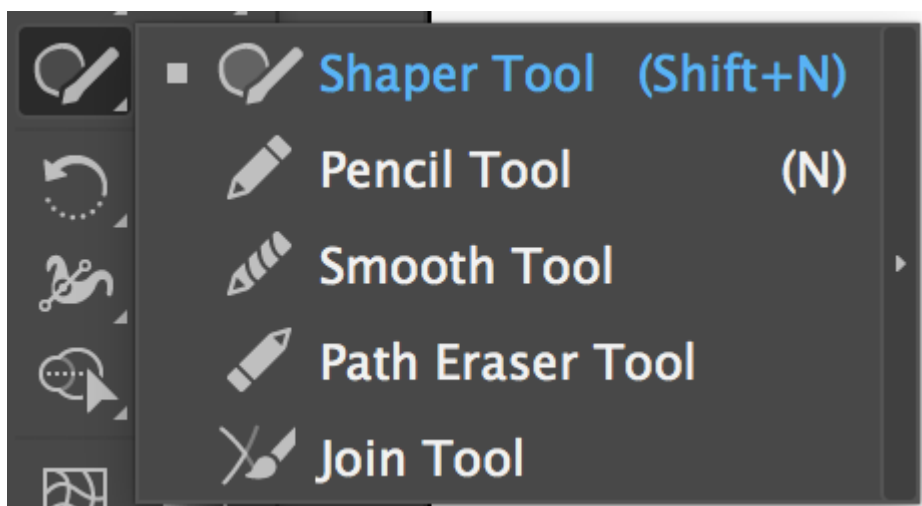 Shaper Tool (Shift+N)
Pencil Tool (N)
Smooth Tool
Path Eraser Tool
Join Tool